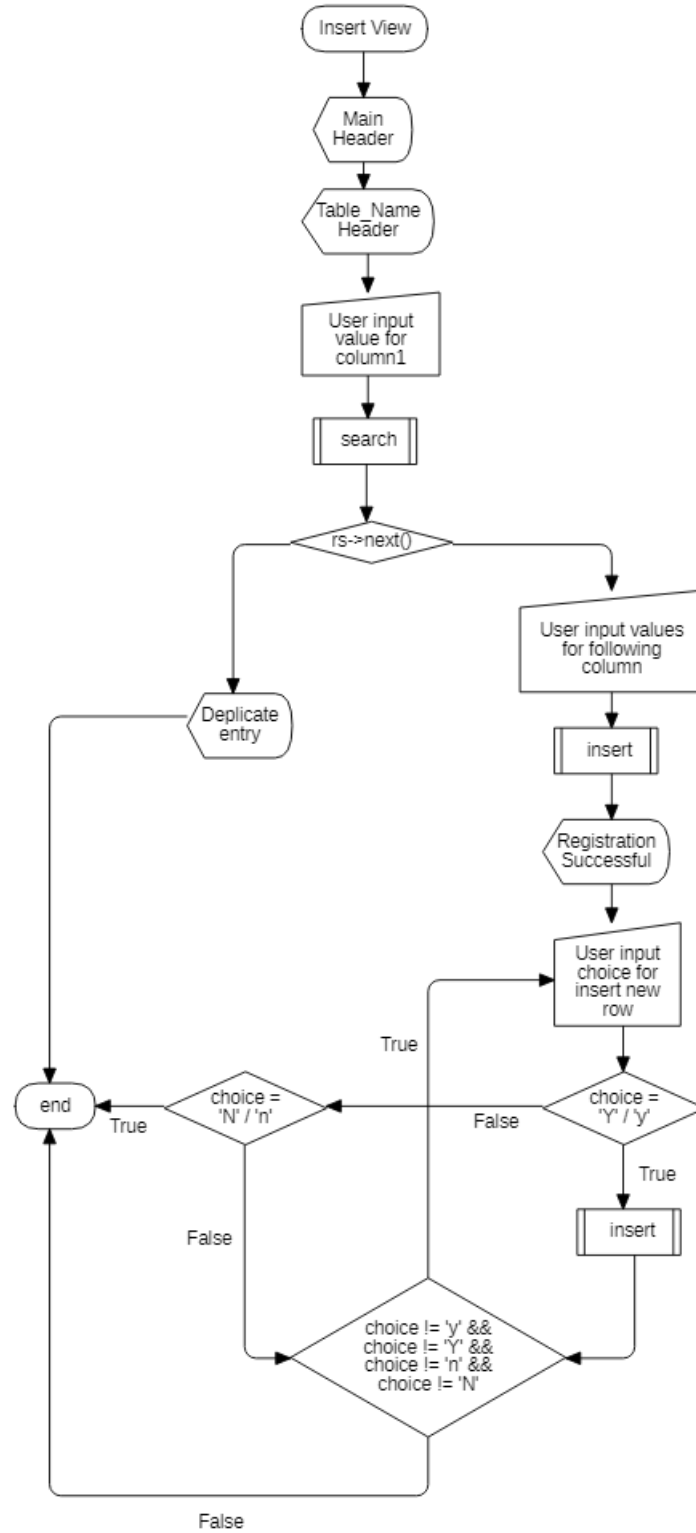 Insert View
Main
Header
Table_Name
Header
User input
value for
column1
search
rs->next()
User input values
for following
column
Deplicate
entry
insert
Registration
Successful
User input
choice for
insert new
row
True
end
True
choice =
'N' / 'n'
False
choice =
'Y' / 'y'
True
False
insert
choice != 'y' &&
choice != 'Y' &&
choice != 'n' &&
choice != 'N'
False